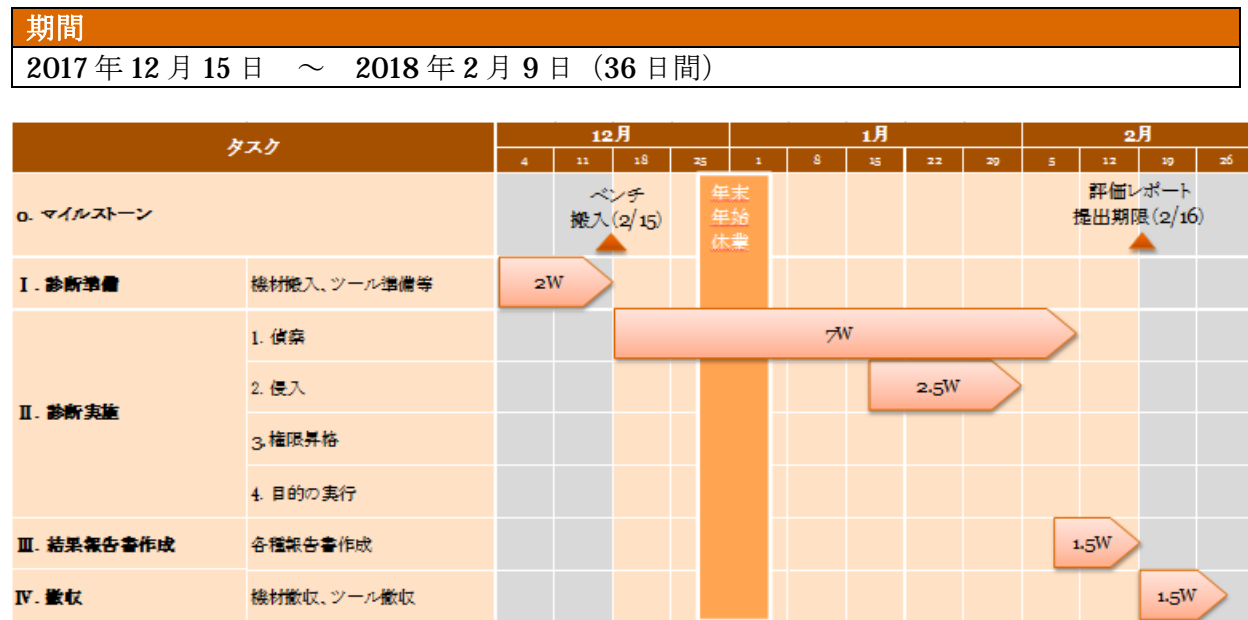 期間
2017年12月15日 ~ 2018年2月9日（36日間）
タスク
12月 1月 2月
4 11 18 25 1 8 15 22 29 5 12 19 26
0. マイルストーン
ベンチ
搬入(2/15)
年末
年始
休業
評価レポート
提出期限(2/16)
Ⅰ. 診断準備 機材搬入、ツール準備等 2W
Ⅱ. 診断実施
1. 偵察 7W
2. 侵入 2.5W
3.権限昇格
4. 目的の実行
Ⅲ. 結果報告書作成 各種報告書作成 1.5W
Ⅳ. 撤収 機材撤収、ツール撤収 1.5W